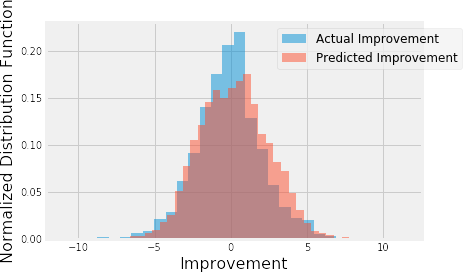 Normalized Distribution Function
Actual Improvement
Predicted Improvement
0.20
0.15
0.10
0.05
0.00
−10
−5
0
5
10
Improvement